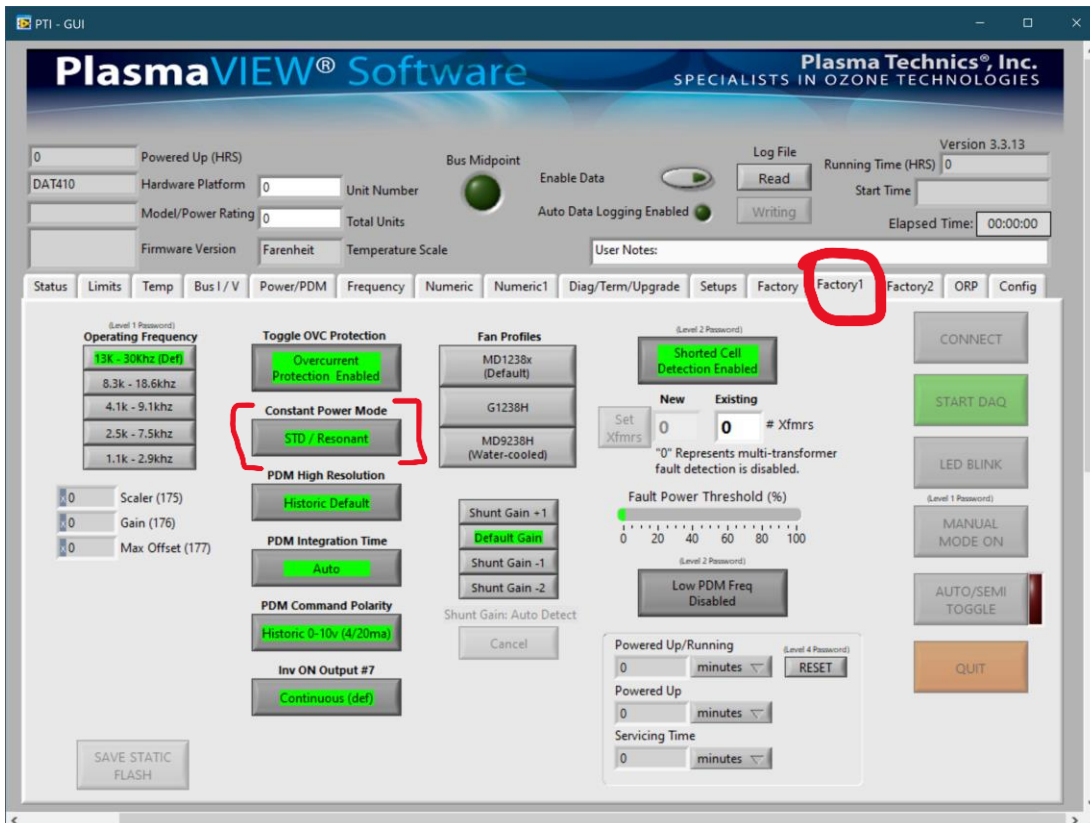 PTI - GUI
PlasmaVIEW® Software
Plasma Technics®, Inc.
SPECIALISTS IN OZONE TECHNOLOGIES
Version 3.3.13
0 Powered Up (HRS)
Bus Midpoint
Enable Data
Log File
Read
Running Time (HRS) 0
DAT410 Hardware Platform
0 Unit Number
Start Time
Model/Power Rating
0 Total Units
Auto Data Logging Enabled
Writing
Elapsed Time: 00:00:00
Firmware Version
Farenheit Temperature Scale
User Notes:
Status Limits Temp Bus I / V Power/PDM Frequency Numeric Numeric1 Diag/Term/Upgrade Setups Factory Factory1 Factory2 ORP Config
(Level 1 Password)
Operating Frequency
13K - 30Khz (Def)
8.3k - 18.6khz
4.1k - 9.1khz
2.5k - 7.5khz
1.1k - 2.9khz
x 0 Scaler (175)
x 0 Gain (176)
x 0 Max Offset (177)
SAVE STATIC
FLASH
Toggle OVC Protection
Overcurrent
Protection Enabled
Constant Power Mode
STD / Resonant
PDM High Resolution
Historic Default
PDM Integration Time
Auto
PDM Command Polarity
Historic 0-10v (4/20ma)
Inv ON Output #7
Continuous (def)
Fan Profiles
MD1238x
(Default)
G1238H
MD9238H
(Water-cooled)
Shunt Gain +1
Default Gain
Shunt Gain -1
Shunt Gain -2
Shunt Gain: Auto Detect
Cancel
(Level 2 Password)
Shorted Cell
Detection Enabled
New Existing
Set
Xfmrs
0 0 # Xfmrs
"0" Represents multi-transformer
fault detection is disabled.
Fault Power Threshold (%)
0 20 40 60 80 100
(Level 2 Password)
Low PDM Freq
Disabled
Powered Up/Running
(Level 4 Password)
0 minutes RESET
Powered Up
0 minutes
Servicing Time
0 minutes
CONNECT
START DAQ
LED BLINK
(Level 1 Password)
MANUAL
MODE ON
AUTO/SEMI
TOGGLE
QUIT